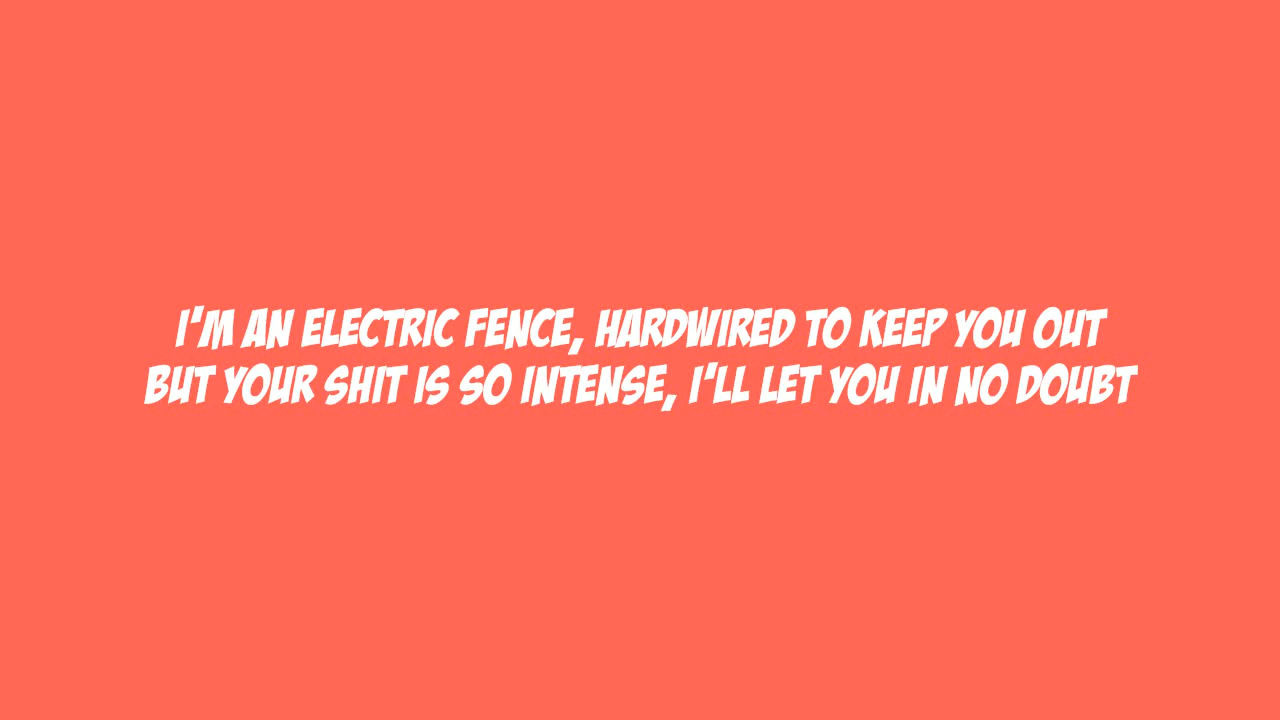 I'M AN ELECTRIC FENCE, HARDWIRED TO KEEP YOU OUT
BUT YOUR SHIT IS SO INTENSE, I'LL LET YOU IN NO DOUBT